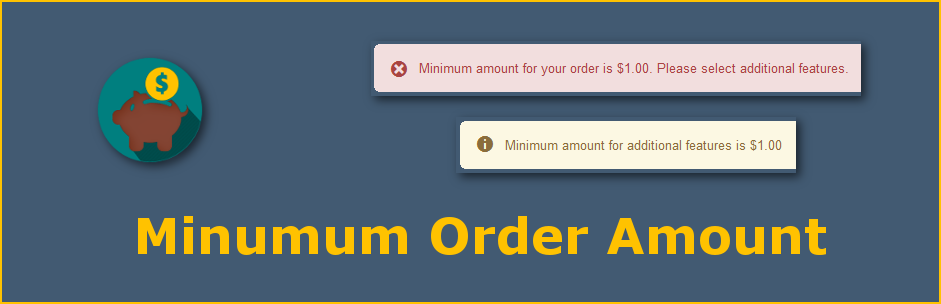 $
Minimum amount for your order is $1.00. Please select additional features.
Minimum amount for additional features is $1.00
Minumum Order Amount